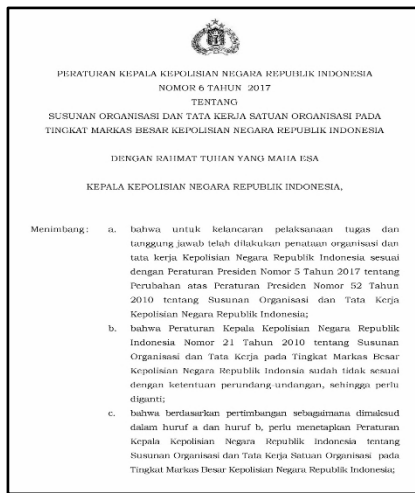 PERATURAN KEPALA KEPOLISIAN NEGARA REPUBLIK INDONESIA
NOMOR 6 TAHUN 2017
TENTANG
SUSUNAN ORGANISASI DAN TATA KERJA SATUAN ORGANISASI PADA
TINGKAT MARKAS BESAR KEPOLISIAN NEGARA REPUBLIK INDONESIA
DENGAN RAHMAT TUHAN YANG MAHA ESA
KEPALA KEPOLISIAN NEGARA REPUBLIK INDONESIA,
Menimbang : a. bahwa untuk kelancaran pelaksanaan tugas dan
tanggung jawab telah dilakukan penataan organisasi dan
tata kerja Kepolisian Negara Republik Indonesia sesuai
dengan Peraturan Presiden Nomor 5 Tahun 2017 tentang
Perubahan atas Peraturan Presiden Nomor 52 Tahun
2010 tentang Susunan Organisasi dan Tata Kerja
Kepolisian Negara Republik Indonesia;
b. bahwa Peraturan Kepala Kepolisian Negara Republik
Indonesia Nomor 21 Tahun 2010 tentang Susunan
Organisasi dan Tata Kerja pada Tingkat Markas Besar
Kepolisian Negara Republik Indonsia sudah tidak sesuai
dengan ketentuan perundang-undangan, sehingga perlu
diganti;
c. bahwa berdasarkan pertimbangan sebagaimana dimaksud
dalam huruf a dan huruf b, perlu menetapkan Peraturan
Kepala Kepolisian Negara Republik Indonesia tentang
Susunan Organisasi dan Tata Kerja Satuan Organisasi pada
Tingkat Markas Besar Kepolisian Negara Republik Indonesia;